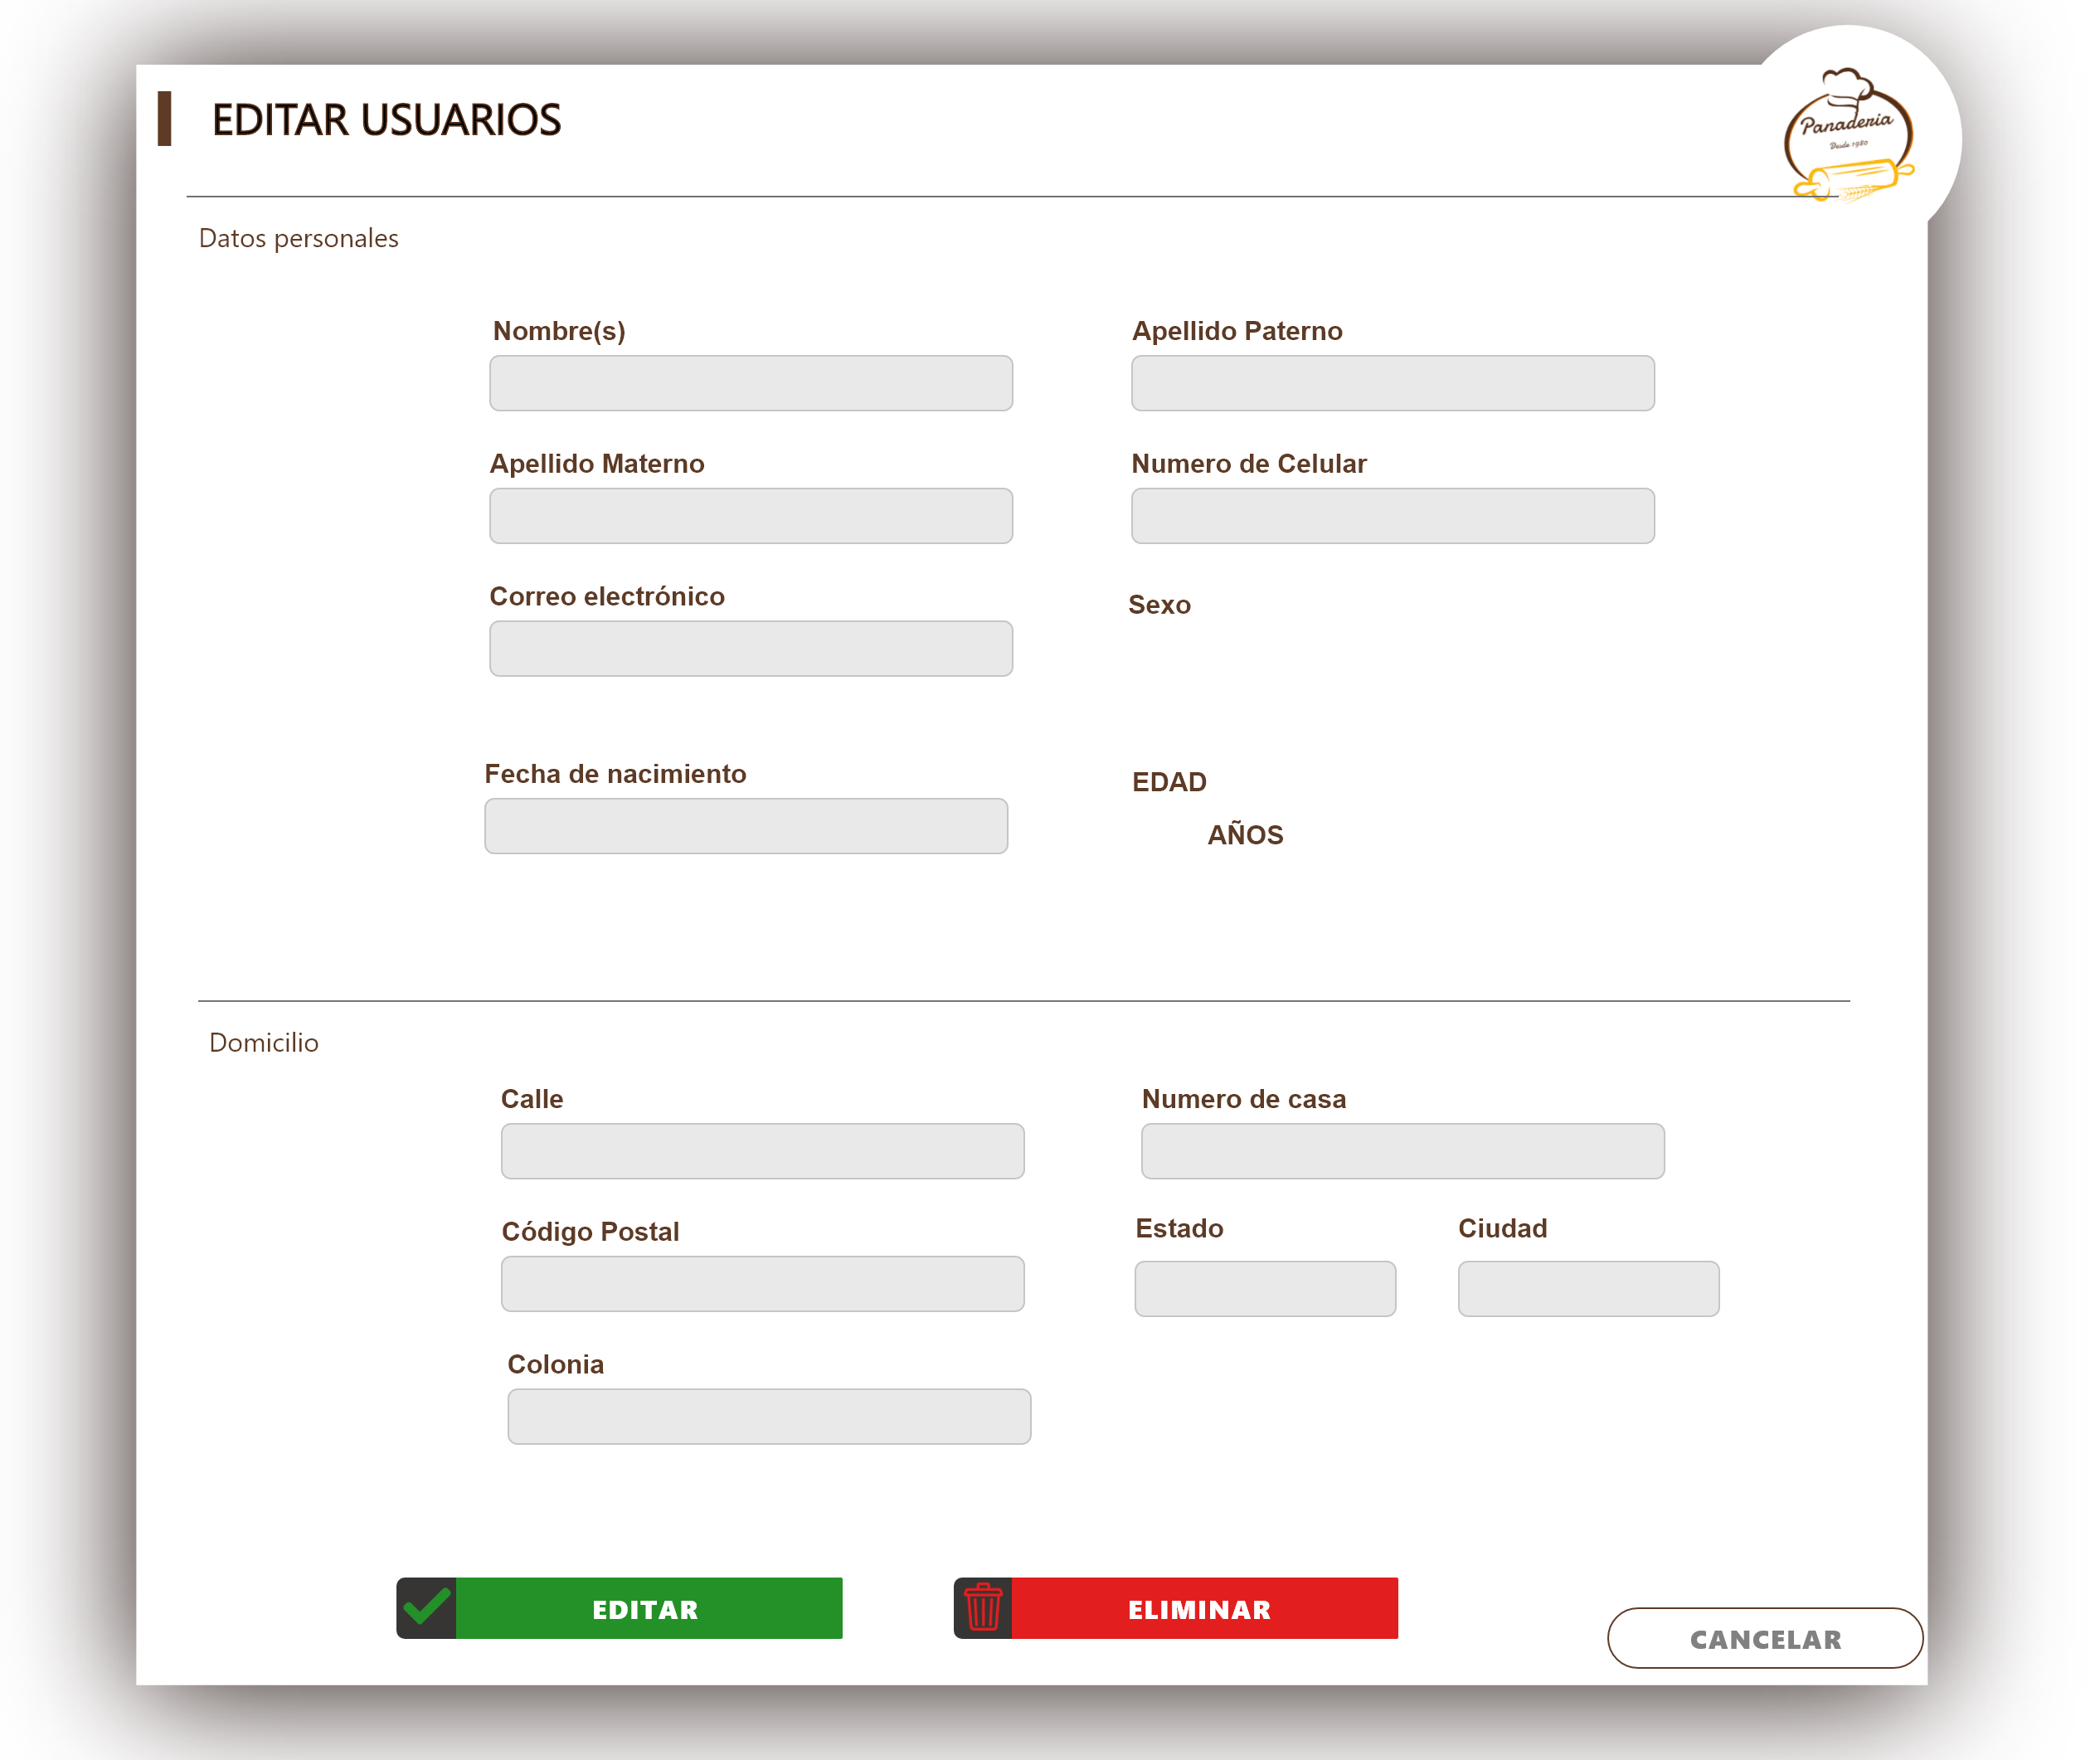 EDITAR USUARIOS
Panaderia
Desde 1980
Datos personales
Nombre(s)
Apellido Paterno
Apellido Materno
Numero de Celular
Correo electrónico
Sexo
Fecha de nacimiento
EDAD
AÑOS
Domicilio
Calle
Numero de casa
Código Postal
Estado
Ciudad
Colonia
EDITAR
ELIMINAR
CANCELAR